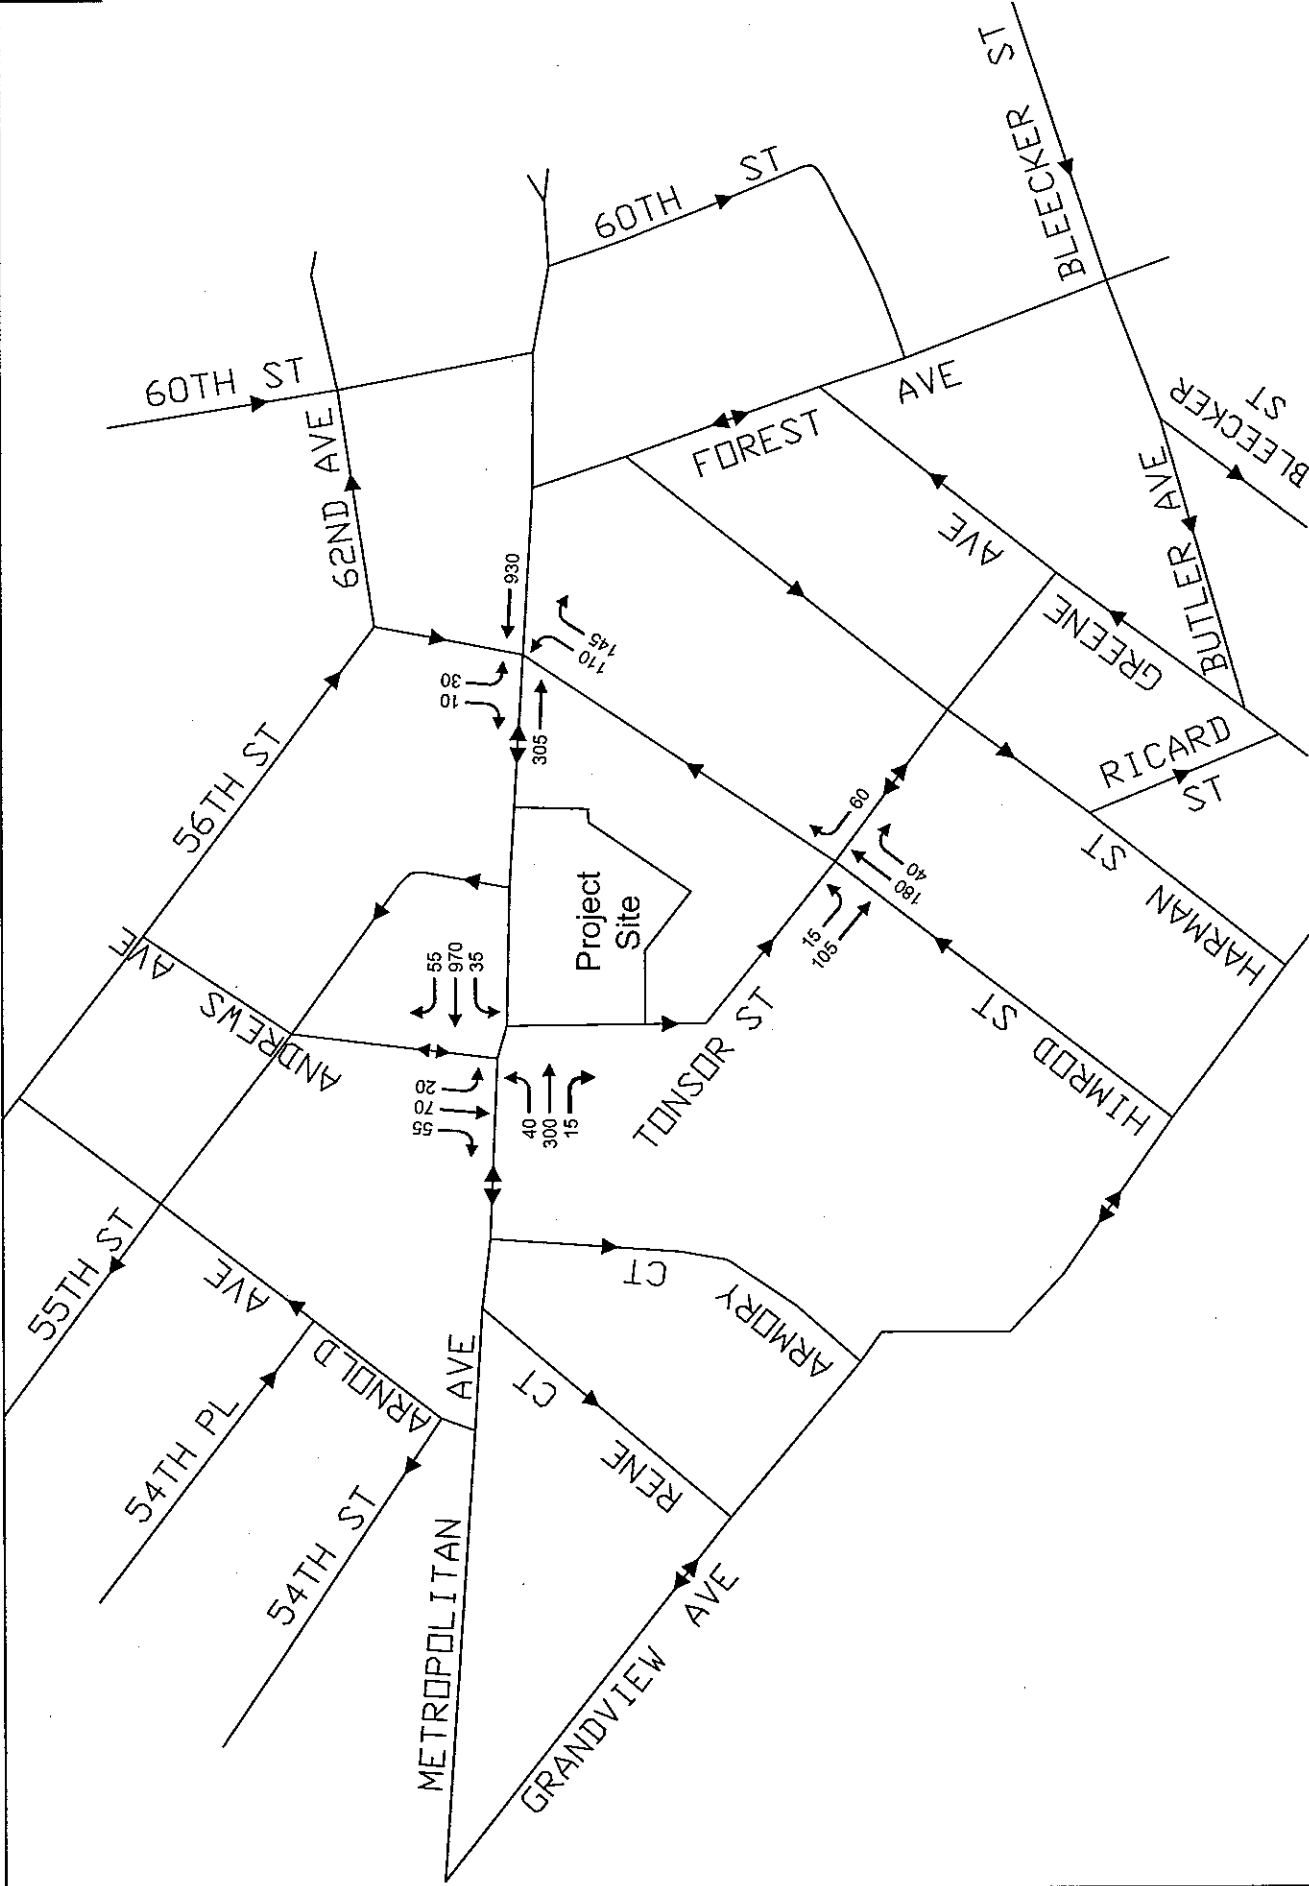 BLEECKER ST
60TH ST
60TH ST
62ND AVE
FOREST AVE
BLEECKER
ST
BUTLER AVE
GREENE AVE
RICARD
ST
HARMAN ST
HIMROD ST
TONSOR ST
56TH ST
ANDREWS AVE
55TH ST
ARNOLD AVE
54TH PL
54TH ST
METROPOLITAN AVE
RENE CT
ARMORY CT
GRANDVIEW AVE
Project
Site
930
10
30
305
110
145
55
970
35
55
70
20
40
300
15
60
15
105
180
40